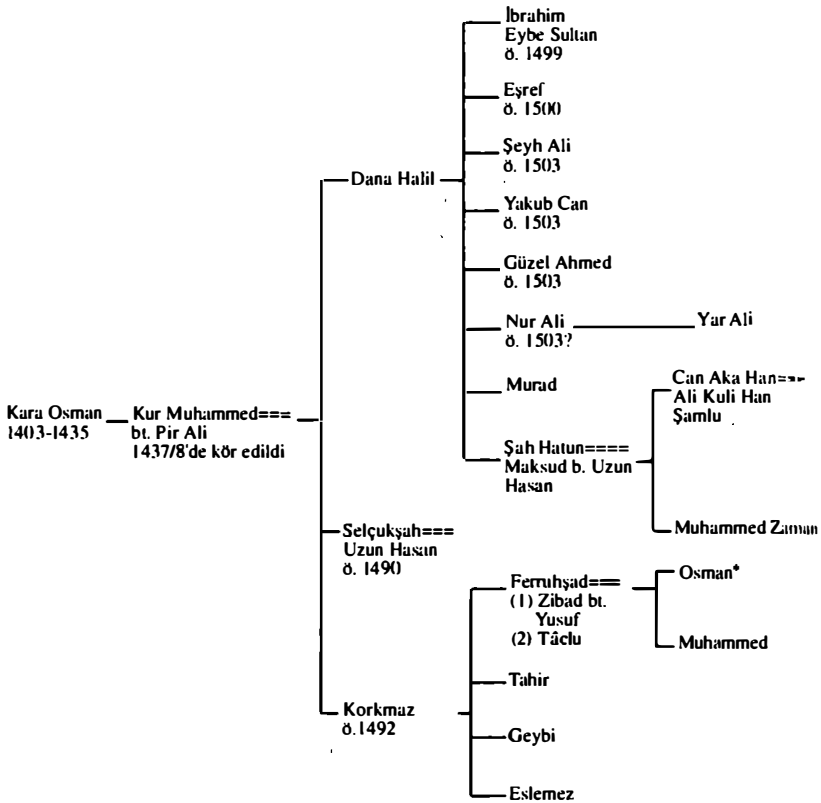 İbrahim
Eybe Sultan
ö. 1499
Eşref
ö. 1500
Şeyh Ali
ö. 1503
Dana Halil
Yakub Can
ö. 1503
Güzel Ahmed
ö. 1503
Nur Ali
ö. 1503?
Yar Ali
Murad
Can Aka Han===
Ali Kuli Han
Şamlu
Kara Osman
1403-1435
Kur Muhammed===
bt. Pir Ali
1437/8'de kör edildi
Şah Hatun====
Maksud b. Uzun
Hasan
Muhammed Zaman
Selçukşah===
Uzun Hasan
ö. 1490
Ferruhşad===
(1) Zibad bt.
Yusuf
(2) Tâclu
Osman*
Muhammed
Tahir
Korkmaz
ö.1492
Geybi
Eslemez